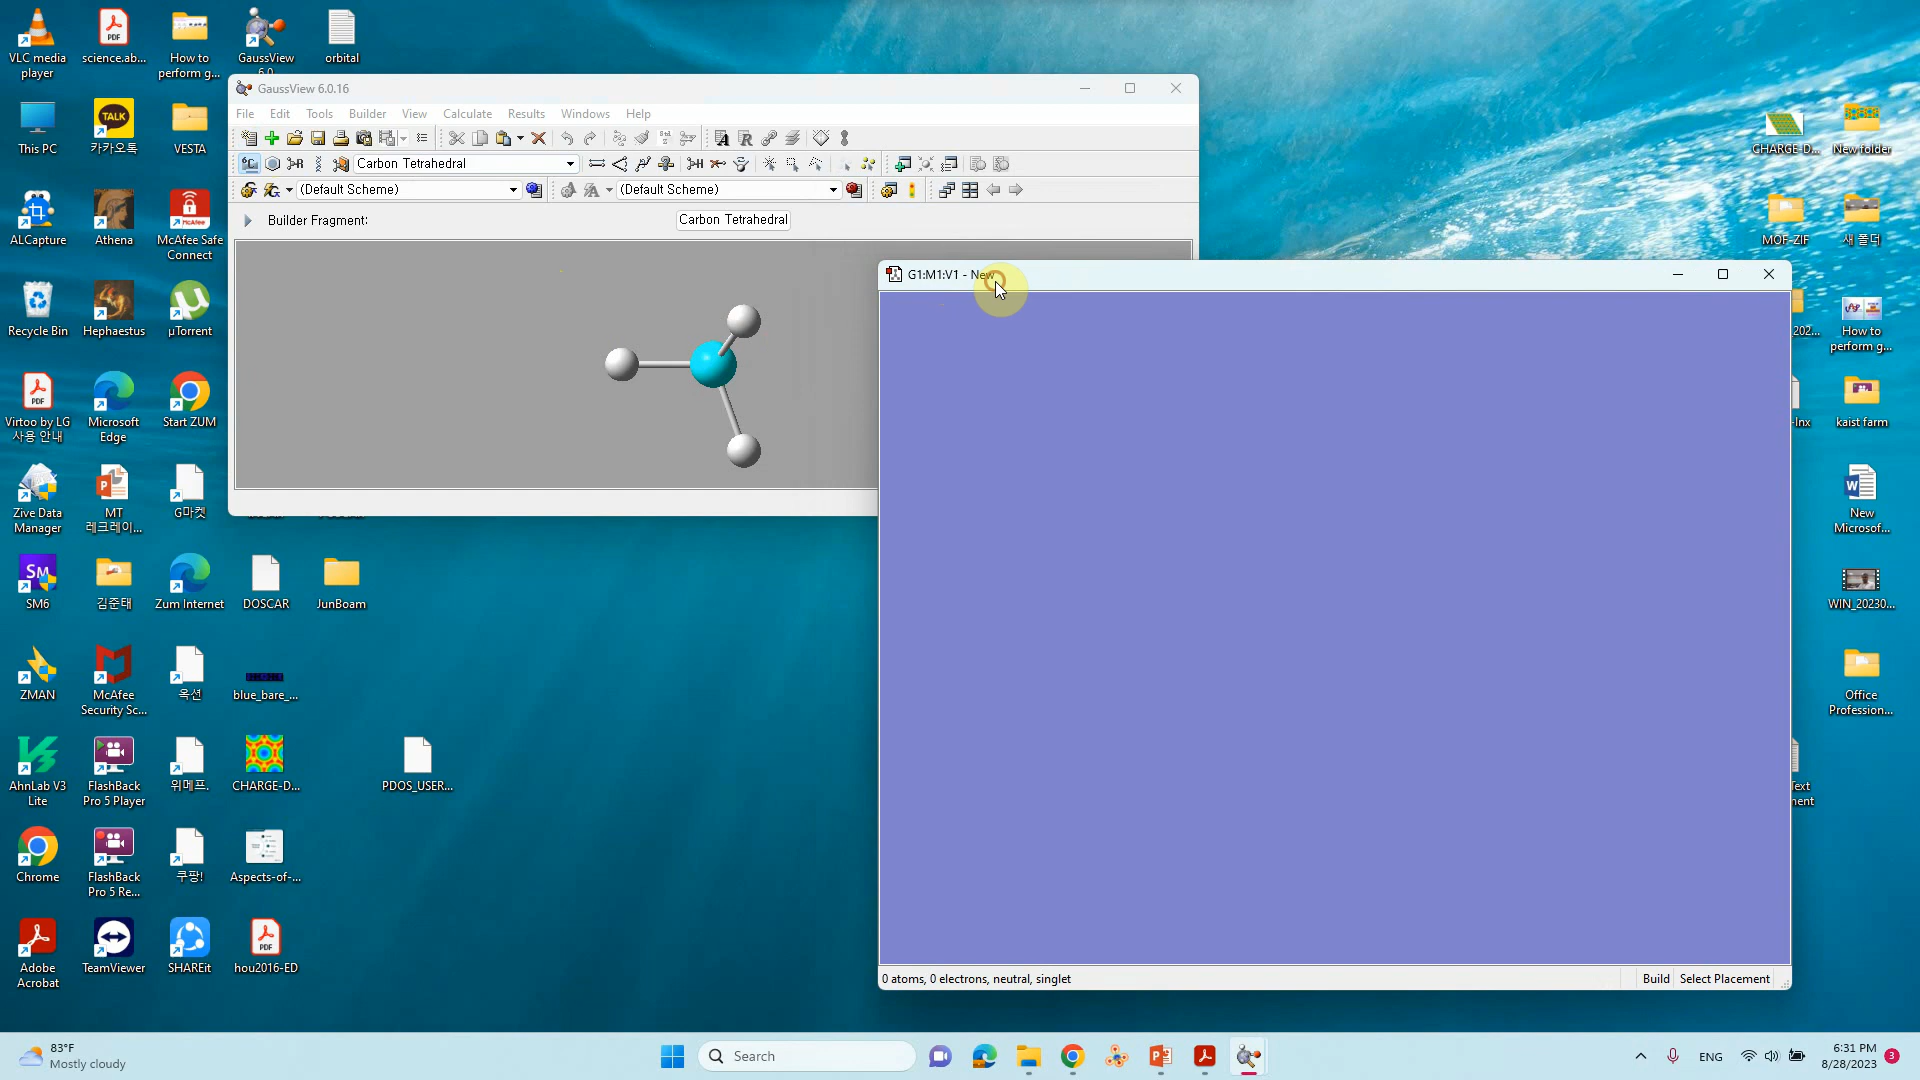 VLC media
player
science.ab...
How to
perform g...
GaussView
6.0
orbital
This PC
카카오톡
VESTA
ALCapture
Athena
McAfee Safe
Connect
Recycle Bin
Hephaestus
µTorrent
Virtoo by LG
사용 안내
Microsoft
Edge
Start ZUM
Zive Data
Manager
MT
레크레이...
G마켓
SM6
김준태
Zum Internet
DOSCAR
JunBoam
ZMAN
McAfee
Security Sc...
옥션
blue_bare_...
AhnLab V3
Lite
FlashBack
Pro 5 Player
위메프.
CHARGE-D...
PDOS_USER...
Chrome
FlashBack
Pro 5 Re...
쿠팡!
Aspects-of-...
Adobe
Acrobat
TeamViewer
SHAREit
hou2016-ED
GaussView 6.0.16
File Edit Tools Builder View Calculate Results Windows Help
Carbon Tetrahedral
(Default Scheme)
(Default Scheme)
Builder Fragment:
Carbon Tetrahedral
G1:M1:V1 - New
0 atoms, 0 electrons, neutral, singlet
Build
Select Placement
CHARGE-D...
New folder
MOF-ZIF
새 폴더
202...
How to
perform g...
-lnx
kaist farm
New
Microsof...
WIN_20230...
Office
Profession...
Text
ment
83°F
Mostly cloudy
Search
ENG
6:31 PM
8/28/2023
3